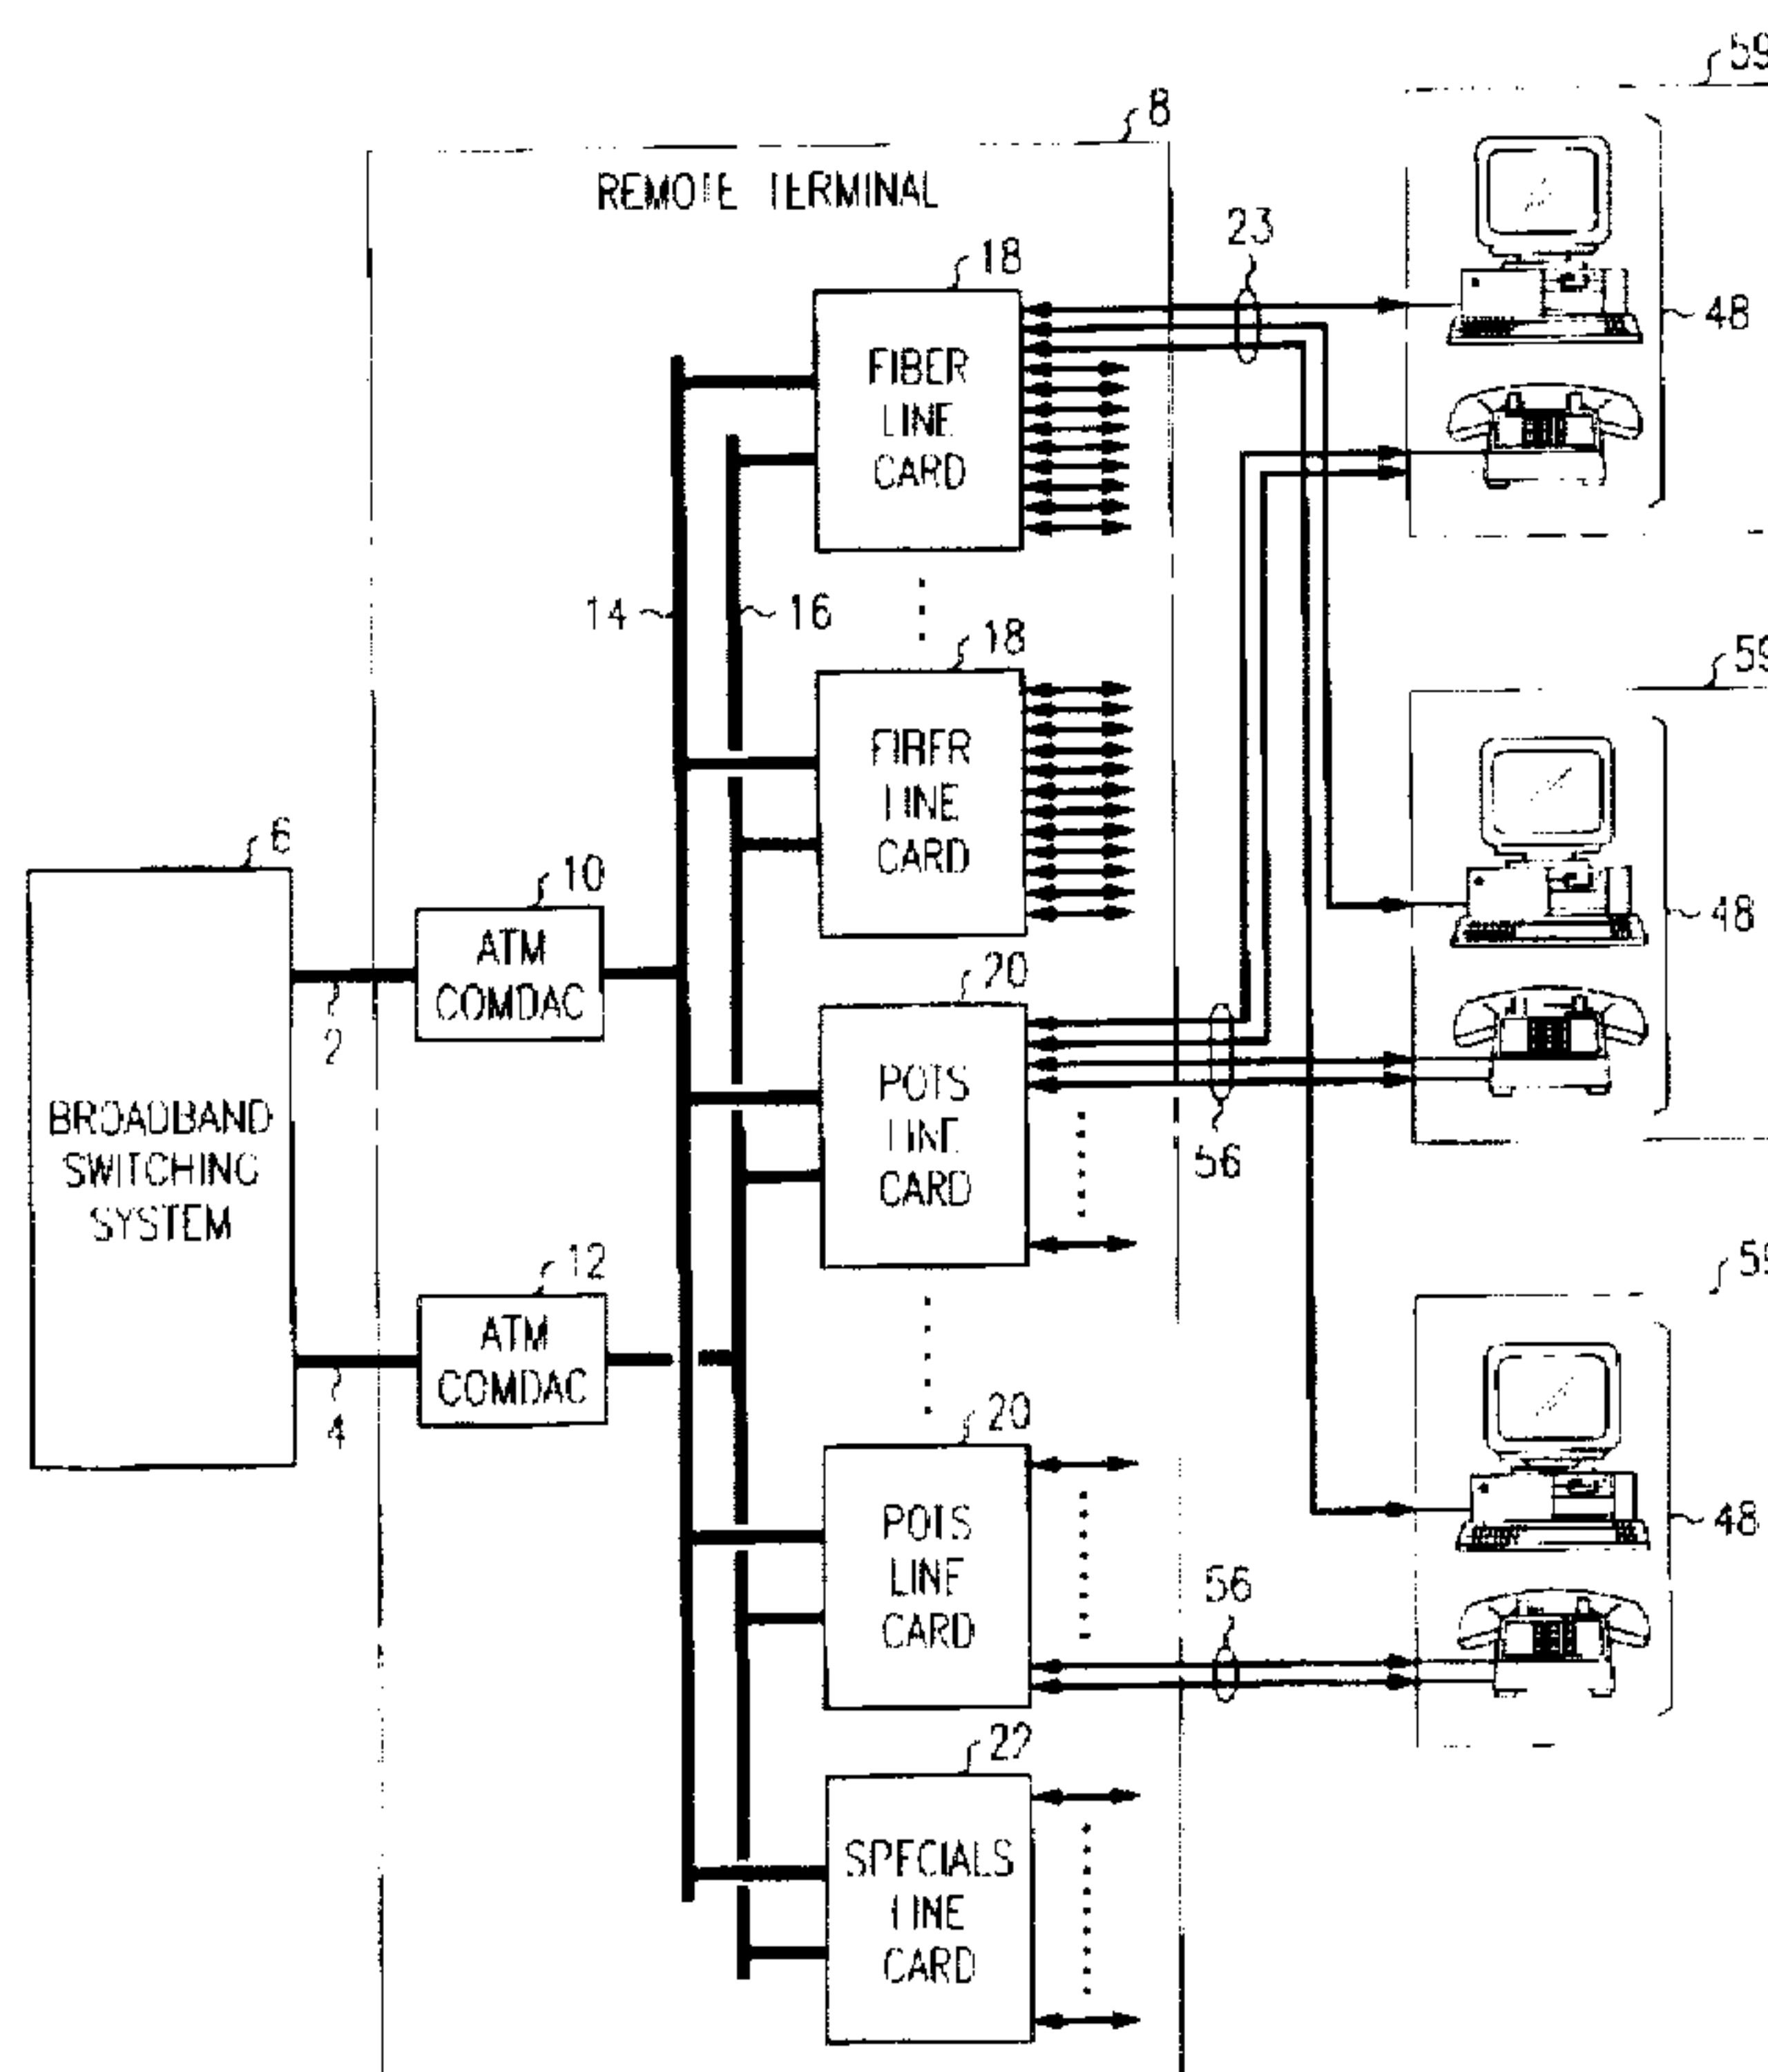 59
8
REMOTE TERMINAL
23
18
FIBER
LINE
CARD
48
14
16
18
FIBER
LINE
CARD
59
6
10
ATM
COMDAC
2
48
20
POTS
LINE
CARD
56
BROADBAND
SWITCHING
SYSTEM
12
ATM
COMDAC
4
20
POTS
LINE
CARD
56
48
22
SPECIALS
LINE
CARD